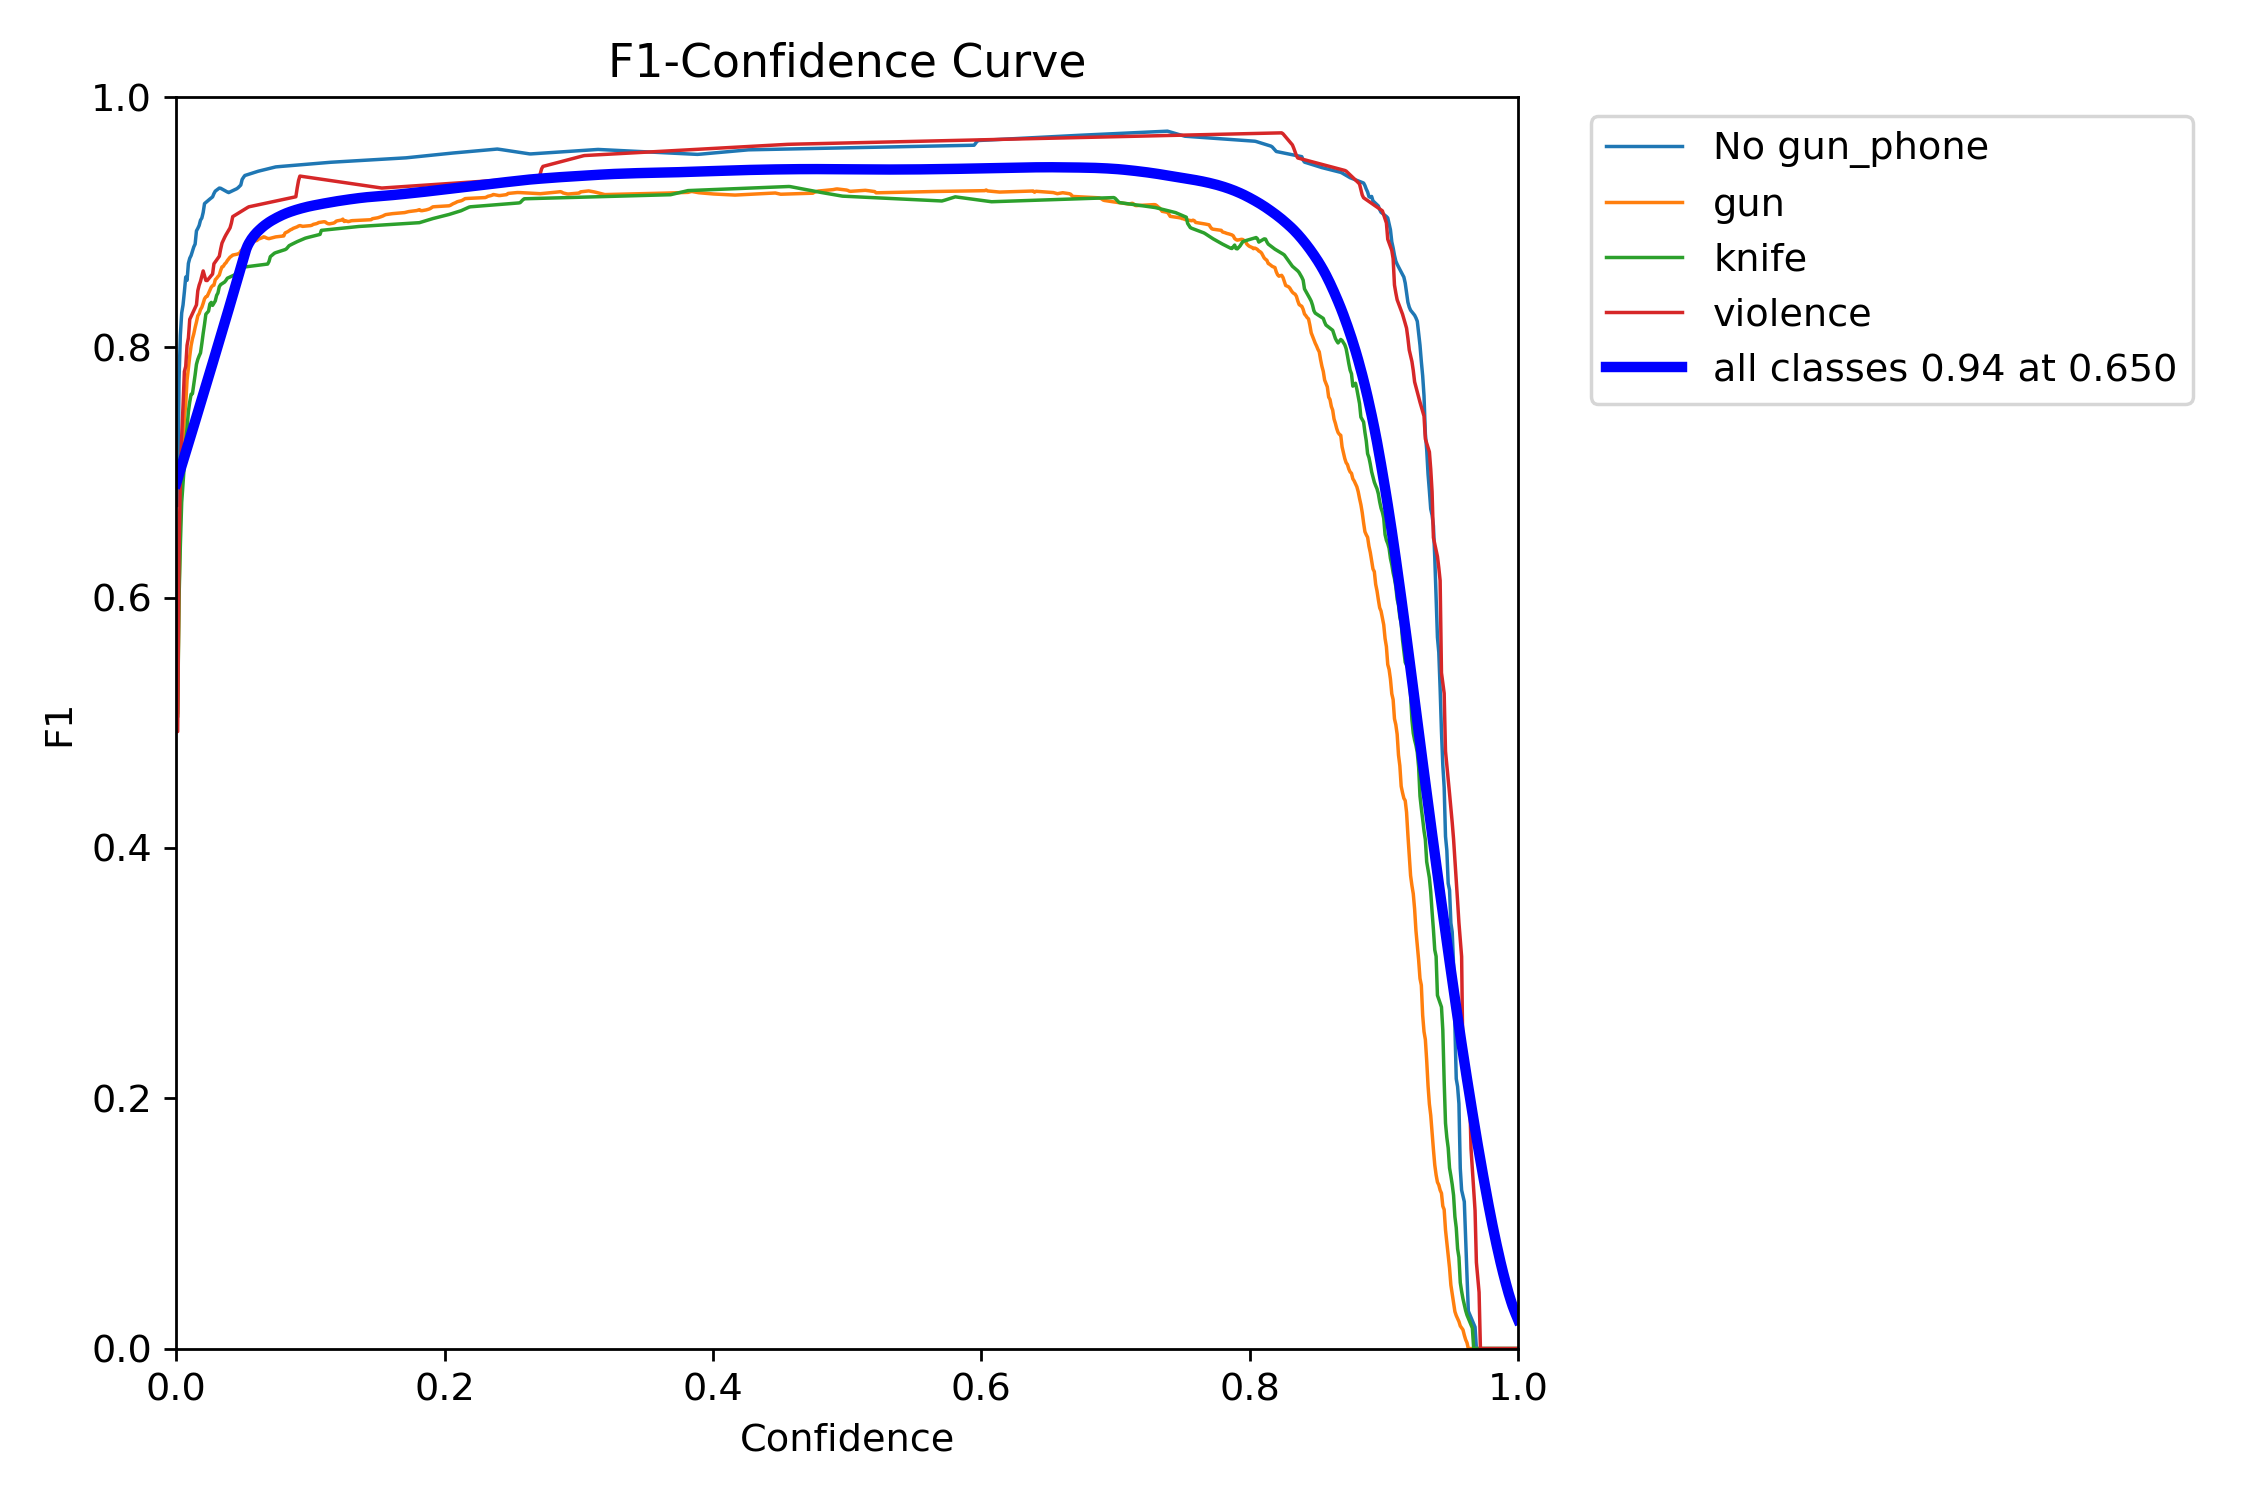 F1-Confidence Curve
1.0
0.8
0.6
0.4
0.2
0.0
F1
0.0 0.2 0.4 0.6 0.8 1.0
Confidence
No gun_phone
gun
knife
violence
all classes 0.94 at 0.650